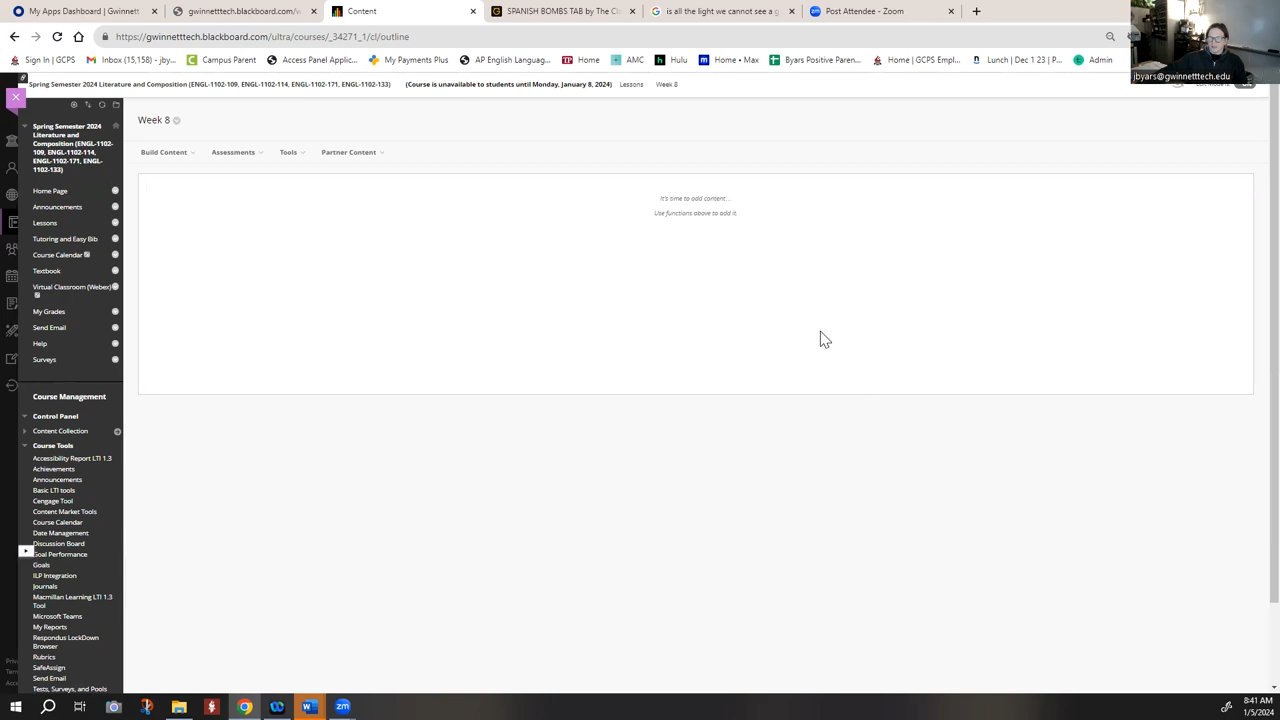 My Apps Dashboard | Gwinnett
gwinnetttech.blackboard.com/w
Content
SPANISH BOMBS TAB by The Cl
is all the light we cannot see a g
Post Attendee - Zoom
https://gwinnetttech.blackboard.com/ultra/courses/_34271_1/cl/outline
Sign In | GCPS
Inbox (15,158) - jby...
Campus Parent
Access Panel Applic...
My Payments Plus
AP English Languag...
Home
AMC
Hulu
Home • Max
Byars Positive Paren...
Home | GCPS Empl...
Lunch | Dec 1 23 | P...
Admin
jbyars@gwinnetttech.edu
Spring Semester 2024 Literature and Composition (ENGL-1102-109, ENGL-1102-114, ENGL-1102-171, ENGL-1102-133)
(Course is unavailable to students until Monday, January 8, 2024)
Lessons
Week 8
Spring Semester 2024
Literature and
Composition (ENGL-1102-
109, ENGL-1102-114,
ENGL-1102-171, ENGL-
1102-133)
Home Page
Announcements
Lessons
Tutoring and Easy Bib
Course Calendar
Textbook
Virtual Classroom (Webex)
My Grades
Send Email
Help
Surveys
Course Management
Control Panel
Content Collection
Course Tools
Accessibility Report LTI 1.3
Achievements
Announcements
Basic LTI tools
Cengage Tool
Content Market Tools
Course Calendar
Date Management
Discussion Board
Goal Performance
Goals
ILP Integration
Journals
Macmillan Learning LTI 1.3
Tool
Microsoft Teams
My Reports
Respondus LockDown
Browser
Rubrics
SafeAssign
Send Email
Tests, Surveys, and Pools
Week 8
Build Content
Assessments
Tools
Partner Content
It's time to add content...
Use functions above to add it.
8:41 AM
1/5/2024